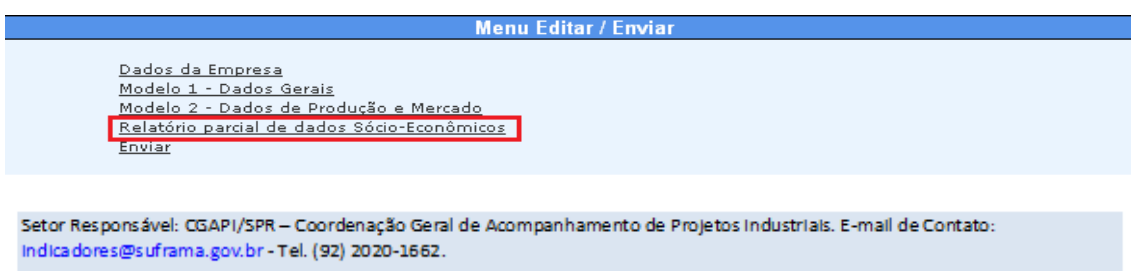 Menu Editar / Enviar
Dados da Empresa
Modelo 1 - Dados Gerais
Modelo 2 - Dados de Produção e Mercado
Relatório parcial de dados Sócio-Econômicos
Enviar
Setor Responsável: CGAPI/SPR – Coordenação Geral de Acompanhamento de Projetos Industriais. E-mail de Contato:
indicadores@suframa.gov.br - Tel. (92) 2020-1662.